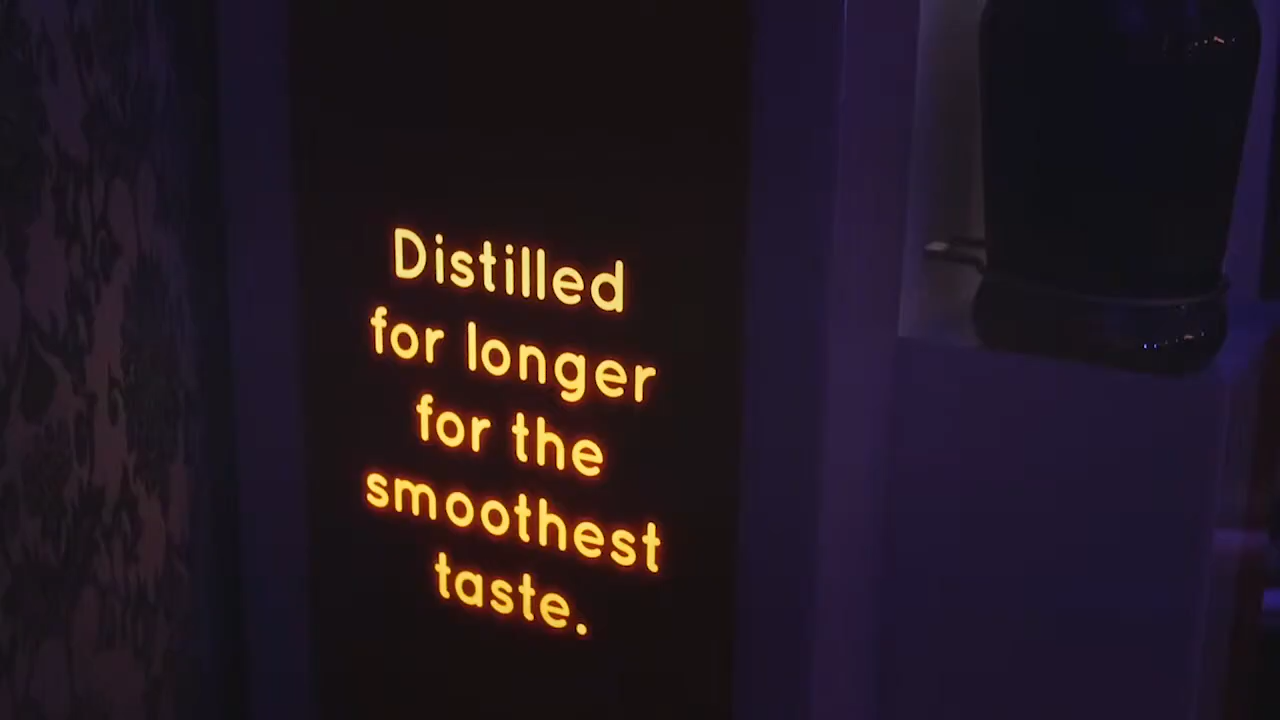 Distilled
for longer
for the
smoothest
taste.